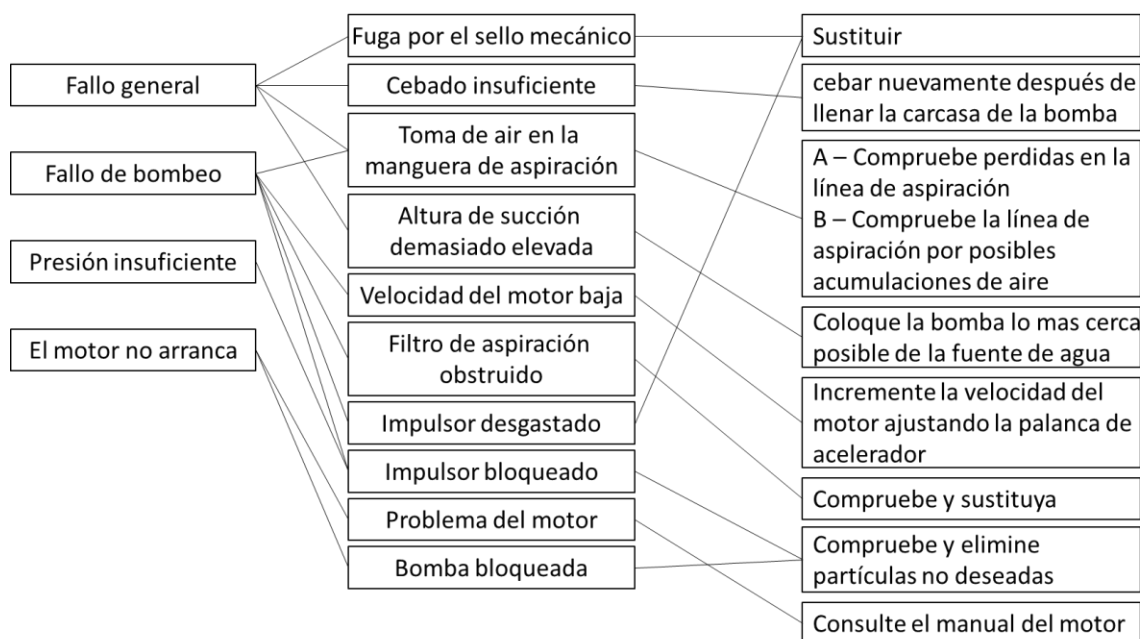 Fallo general
Fallo de bombeo
Presión insuficiente
El motor no arranca
Fuga por el sello mecánico
Cebado insuficiente
Toma de air en la
manguera de aspiración
Altura de succión
demasiado elevada
Velocidad del motor baja
Filtro de aspiración
obstruido
Impulsor desgastado
Impulsor bloqueado
Problema del motor
Bomba bloqueada
Sustituir
cebar nuevamente después de
llenar la carcasa de la bomba
A – Compruebe perdidas en la
línea de aspiración
B – Compruebe la línea de
aspiración por posibles
acumulaciones de aire
Coloque la bomba lo mas cerca
posible de la fuente de agua
Incremente la velocidad del
motor ajustando la palanca de
acelerador
Compruebe y sustituya
Compruebe y elimine
partículas no deseadas
Consulte el manual del motor